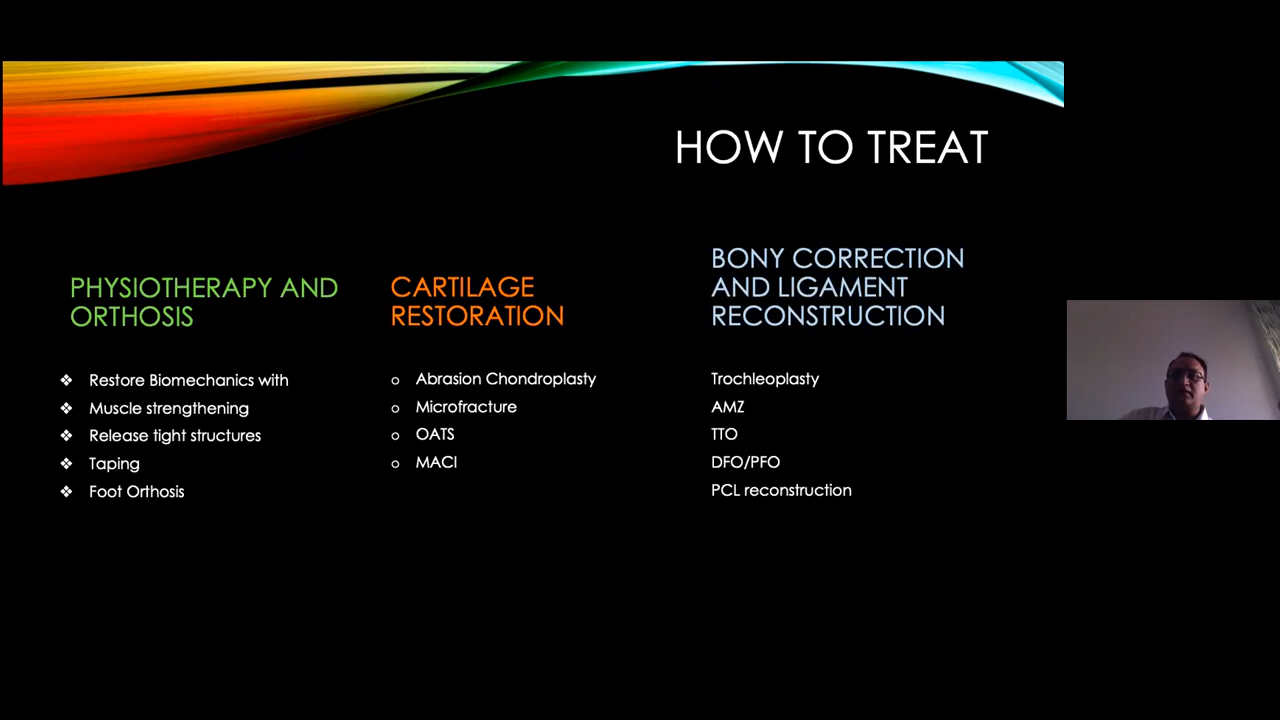 HOW TO TREAT
PHYSIOTHERAPY AND
ORTHOSIS
Restore Biomechanics with
Muscle strengthening
Release tight structures
Taping
Foot Orthosis
CARTILAGE
RESTORATION
Abrasion Chondroplasty
Microfracture
OATS
MACI
BONY CORRECTION
AND LIGAMENT
RECONSTRUCTION
Trochleoplasty
AMZ
TTO
DFO/PFO
PCL reconstruction